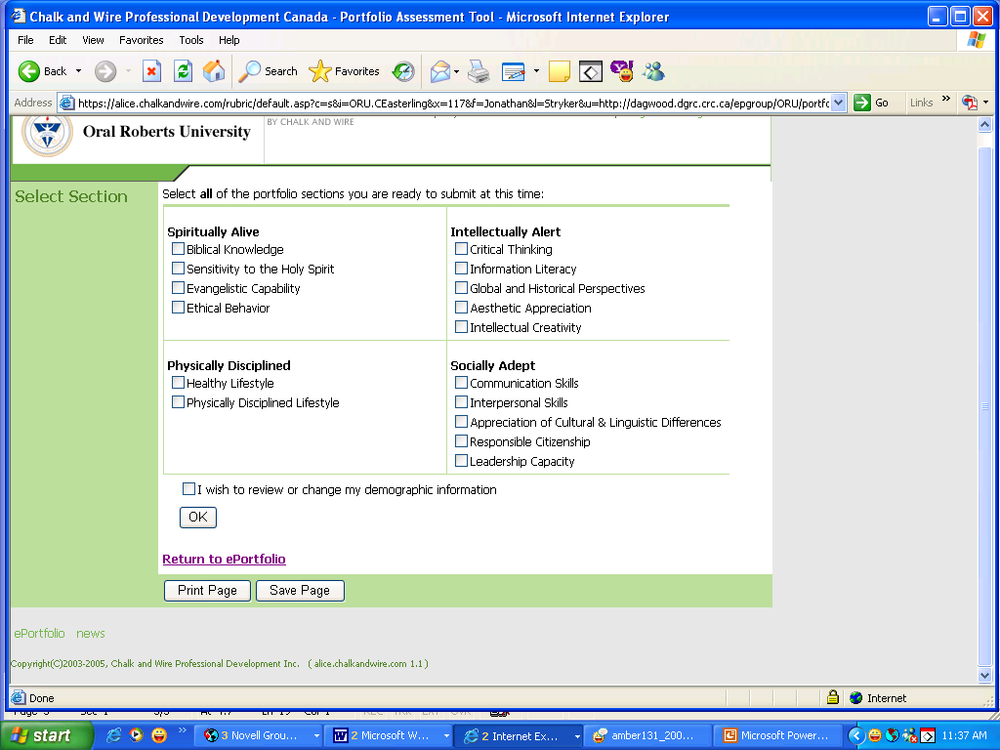 Chalk and Wire Professional Development Canada - Portfolio Assessment Tool - Microsoft Internet Explorer
File Edit View Favorites Tools Help
Back Search Favorites
Address https://alice.chalkandwire.com/rubric/default.asp?c=s&i=ORU.CEasterling&x=117&f=Jonathan&l=Stryker&u=http://dagwood.dgrc.crc.ca/epgroup/ORU/portfo Go Links
Oral Roberts University
BY CHALK AND WIRE
Select Section
Select all of the portfolio sections you are ready to submit at this time:
Spiritually Alive
Biblical Knowledge
Sensitivity to the Holy Spirit
Evangelistic Capability
Ethical Behavior
Intellectually Alert
Critical Thinking
Information Literacy
Global and Historical Perspectives
Aesthetic Appreciation
Intellectual Creativity
Physically Disciplined
Healthy Lifestyle
Physically Disciplined Lifestyle
Socially Adept
Communication Skills
Interpersonal Skills
Appreciation of Cultural & Linguistic Differences
Responsible Citizenship
Leadership Capacity
I wish to review or change my demographic information
OK
Return to ePortfolio
Print Page Save Page
ePortfolio news
Copyright(C)2003-2005, Chalk and Wire Professional Development Inc. ( alice.chalkandwire.com 1.1 )
Done Internet
start 3 Novell Grou... 2 Microsoft W... 2 Internet Ex... amber131_200... Microsoft Power... 11:37 AM